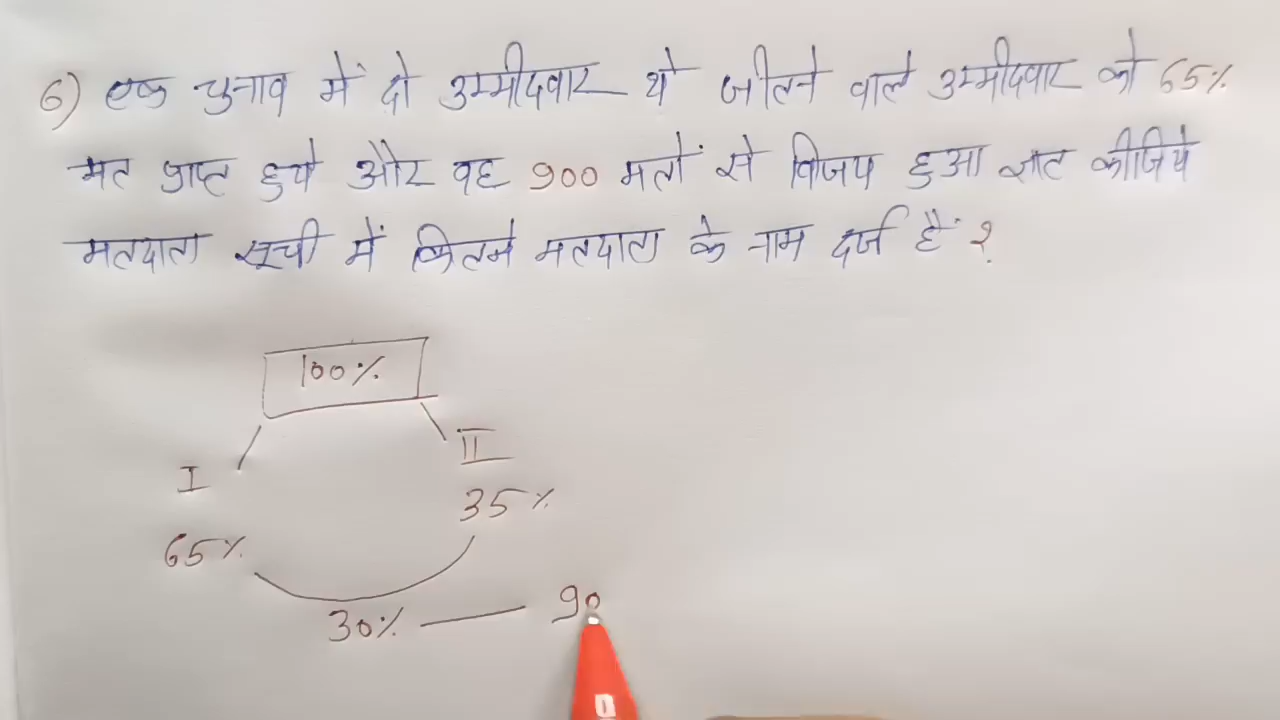 6) एक चुनाव में दो उम्मीदवार थे जीतने वाले उम्मीदवार को 65%
मत प्राप्त हुये और वह 900 मतों से विजय हुआ ज्ञात कीजिये
मतदाता सूची में कितने मतदाता के नाम दर्ज हैं ?
100%
I II
65% 35%
30% — 90